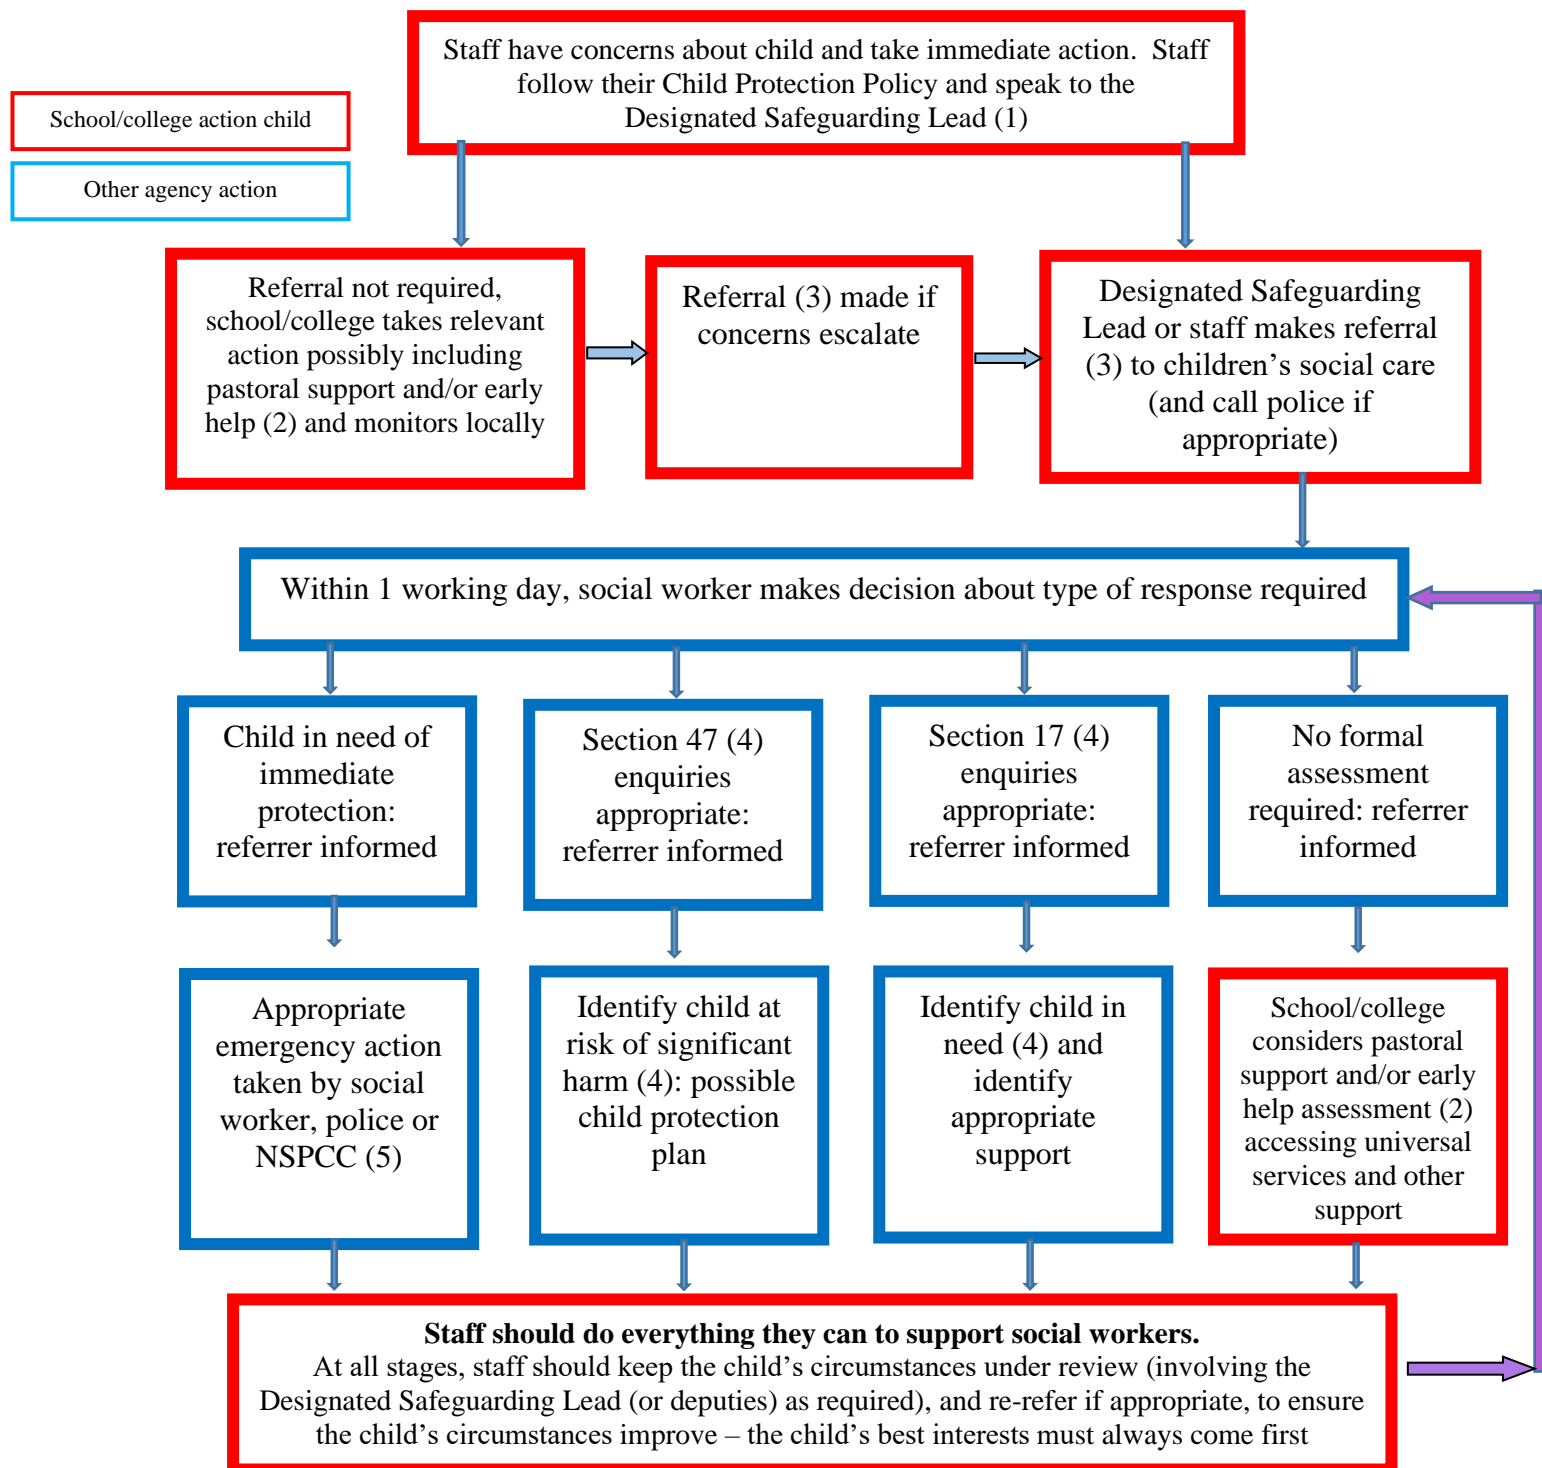 Staff have concerns about child and take immediate action.  Staff
follow their Child Protection Policy and speak to the
Designated Safeguarding Lead (1)
School/college action child
Other agency action
Referral not required,
school/college takes relevant
action possibly including
pastoral support and/or early
help (2) and monitors locally
Referral (3) made if
concerns escalate
Designated Safeguarding
Lead or staff makes referral
(3) to children’s social care
(and call police if
appropriate)
Within 1 working day, social worker makes decision about type of response required
Child in need of
immediate
protection:
referrer informed
Section 47 (4)
enquiries
appropriate:
referrer informed
Section 17 (4)
enquiries
appropriate:
referrer informed
No formal
assessment
required: referrer
informed
Appropriate
emergency action
taken by social
worker, police or
NSPCC (5)
Identify child at
risk of significant
harm (4): possible
child protection
plan
Identify child in
need (4) and
identify
appropriate
support
School/college
considers pastoral
support and/or early
help assessment (2)
accessing universal
services and other
support
Staff should do everything they can to support social workers.
At all stages, staff should keep the child’s circumstances under review (involving the
Designated Safeguarding Lead (or deputies) as required), and re-refer if appropriate, to ensure
the child’s circumstances improve – the child’s best interests must always come first